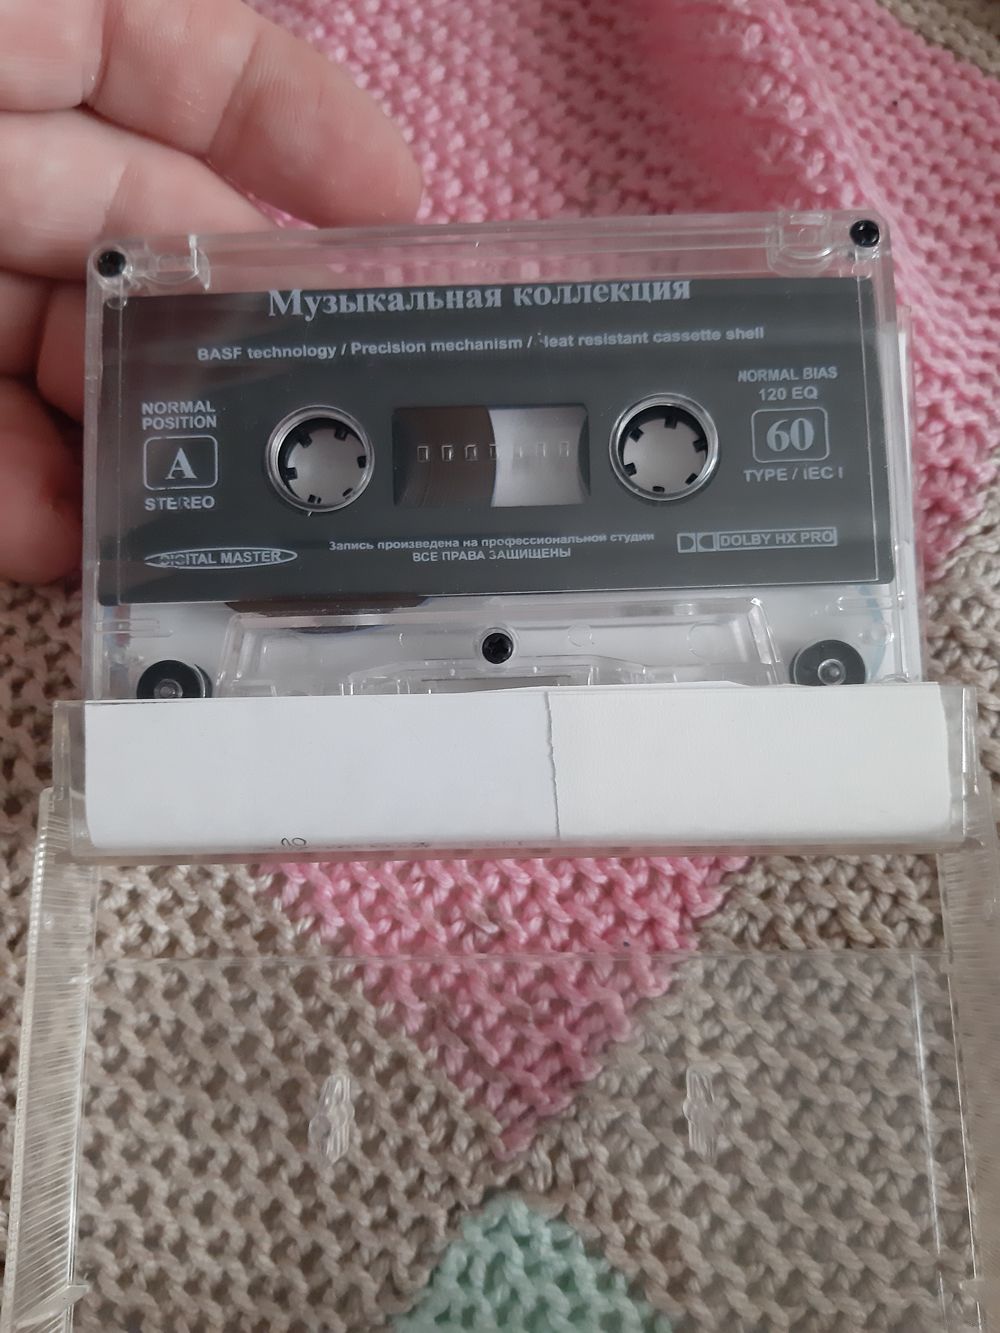 Музыкальная коллекция
BASF technology / Precision mechanism / Heat resistant cassette shell
NORMAL
POSITION
A
STEREO
NORMAL BIAS
120 EQ
60
TYPE / IEC I
DIGITAL MASTER
Запись произведена на профессиональной студии
ВСЕ ПРАВА ЗАЩИЩЕНЫ
DOLBY HX PRO